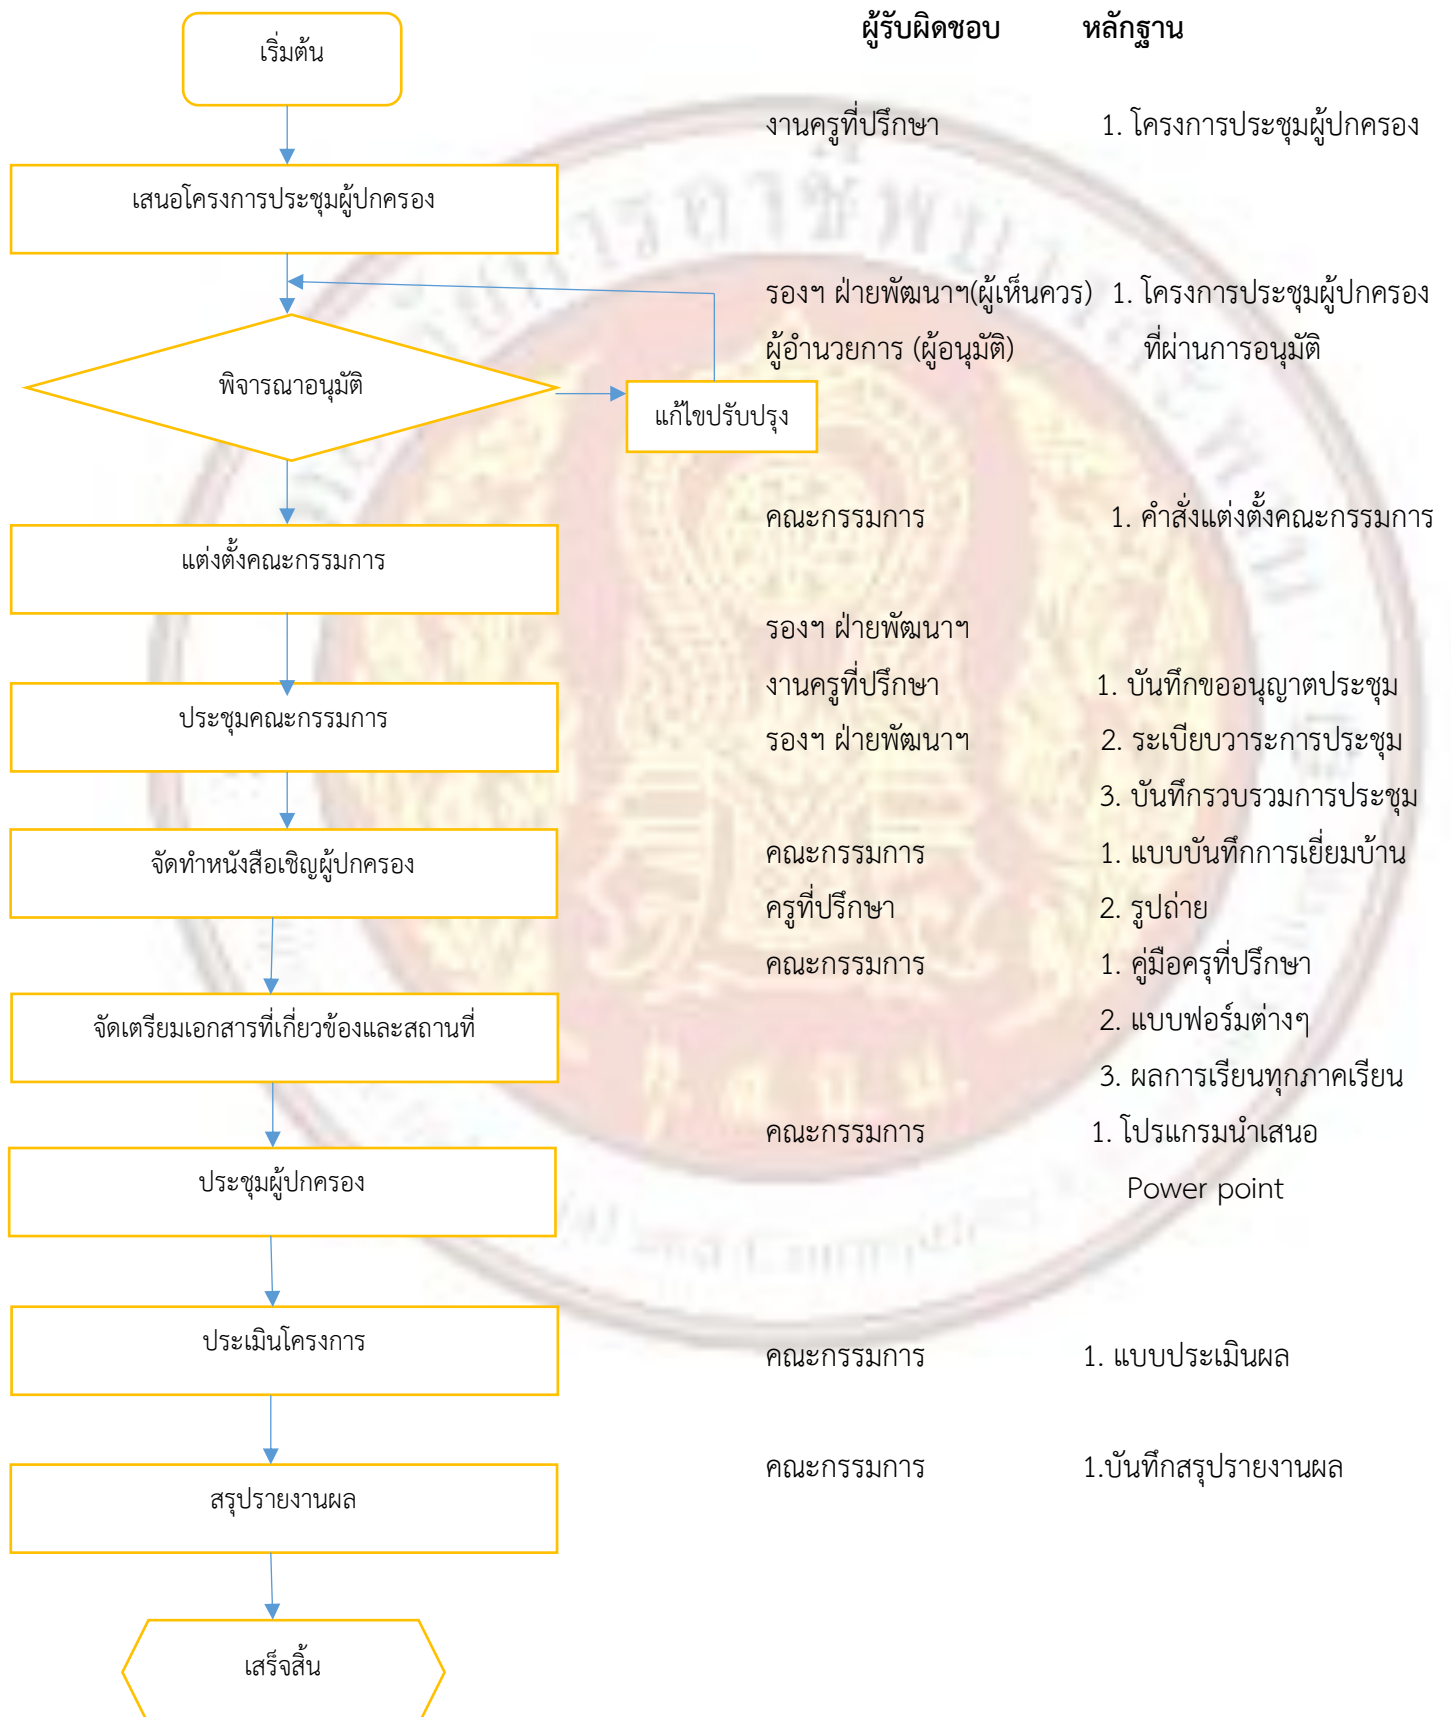 ผู้รับผิดชอบ หลักฐาน
เริ่มต้น
งานครูที่ปรึกษา 1. โครงการประชุมผู้ปกครอง
เสนอโครงการประชุมผู้ปกครอง
รองฯ ฝ่ายพัฒนาฯ(ผู้เห็นควร) 1. โครงการประชุมผู้ปกครอง
ผู้อำนวยการ (ผู้อนุมัติ) ที่ผ่านการอนุมัติ
พิจารณาอนุมัติ
แก้ไขปรับปรุง
คณะกรรมการ 1. คำสั่งแต่งตั้งคณะกรรมการ
แต่งตั้งคณะกรรมการ
รองฯ ฝ่ายพัฒนาฯ
งานครูที่ปรึกษา 1. บันทึกขออนุญาตประชุม
ประชุมคณะกรรมการ
รองฯ ฝ่ายพัฒนาฯ 2. ระเบียบวาระการประชุม
3. บันทึกรวบรวมการประชุม
จัดทำหนังสือเชิญผู้ปกครอง
คณะกรรมการ 1. แบบบันทึกการเยี่ยมบ้าน
ครูที่ปรึกษา 2. รูปถ่าย
คณะกรรมการ 1. คู่มือครุที่ปรึกษา
จัดเตรียมเอกสารที่เกี่ยวข้องและสถานที่
2. แบบฟอร์มต่างๆ
3. ผลการเรียนทุกภาคเรียน
คณะกรรมการ 1. โปรแกรมนำเสนอ
ประชุมผู้ปกครอง
Power point
ประเมินโครงการ
คณะกรรมการ 1. แบบประเมินผล
คณะกรรมการ 1.บันทึกสรุปรายงานผล
สรุปรายงานผล
เสร็จสิ้น